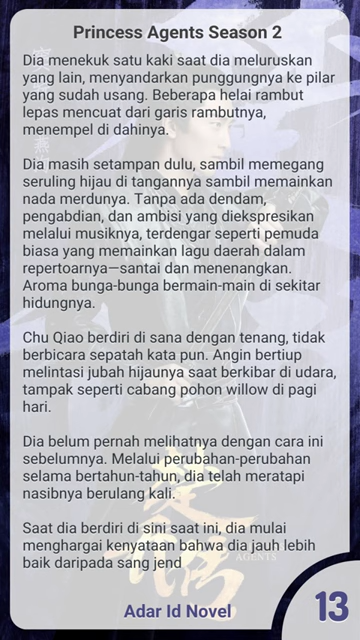 Princess Agents Season 2
Dia menekuk satu kaki saat dia meluruskan
yang lain, menyandarkan punggungnya ke pilar
yang sudah usang. Beberapa helai rambut
lepas mencuat dari garis rambutnya,
menempel di dahinya.
Dia masih setampan dulu, sambil memegang
seruling hijau di tangannya sambil memainkan
nada merdunya. Tanpa ada dendam,
pengabdian, dan ambisi yang diekspresikan
melalui musiknya, terdengar seperti pemuda
biasa yang memainkan lagu daerah dalam
repertoarnya—santai dan menenangkan.
Aroma bunga-bunga bermain-main di sekitar
hidungnya.
Chu Qiao berdiri di sana dengan tenang, tidak
berbicara sepatah kata pun. Angin bertiup
melintasi jubah hijaunya saat berkibar di udara,
tampak seperti cabang pohon willow di pagi
hari.
Dia belum pernah melihatnya dengan cara ini
sebelumnya. Melalui perubahan-perubahan
selama bertahun-tahun, dia telah meratapi
nasibnya berulang kali.
Saat dia berdiri di sini saat ini, dia mulai
menghargai kenyataan bahwa dia jauh lebih
baik daripada sang jend
AGENTS
Adar Id Novel
13